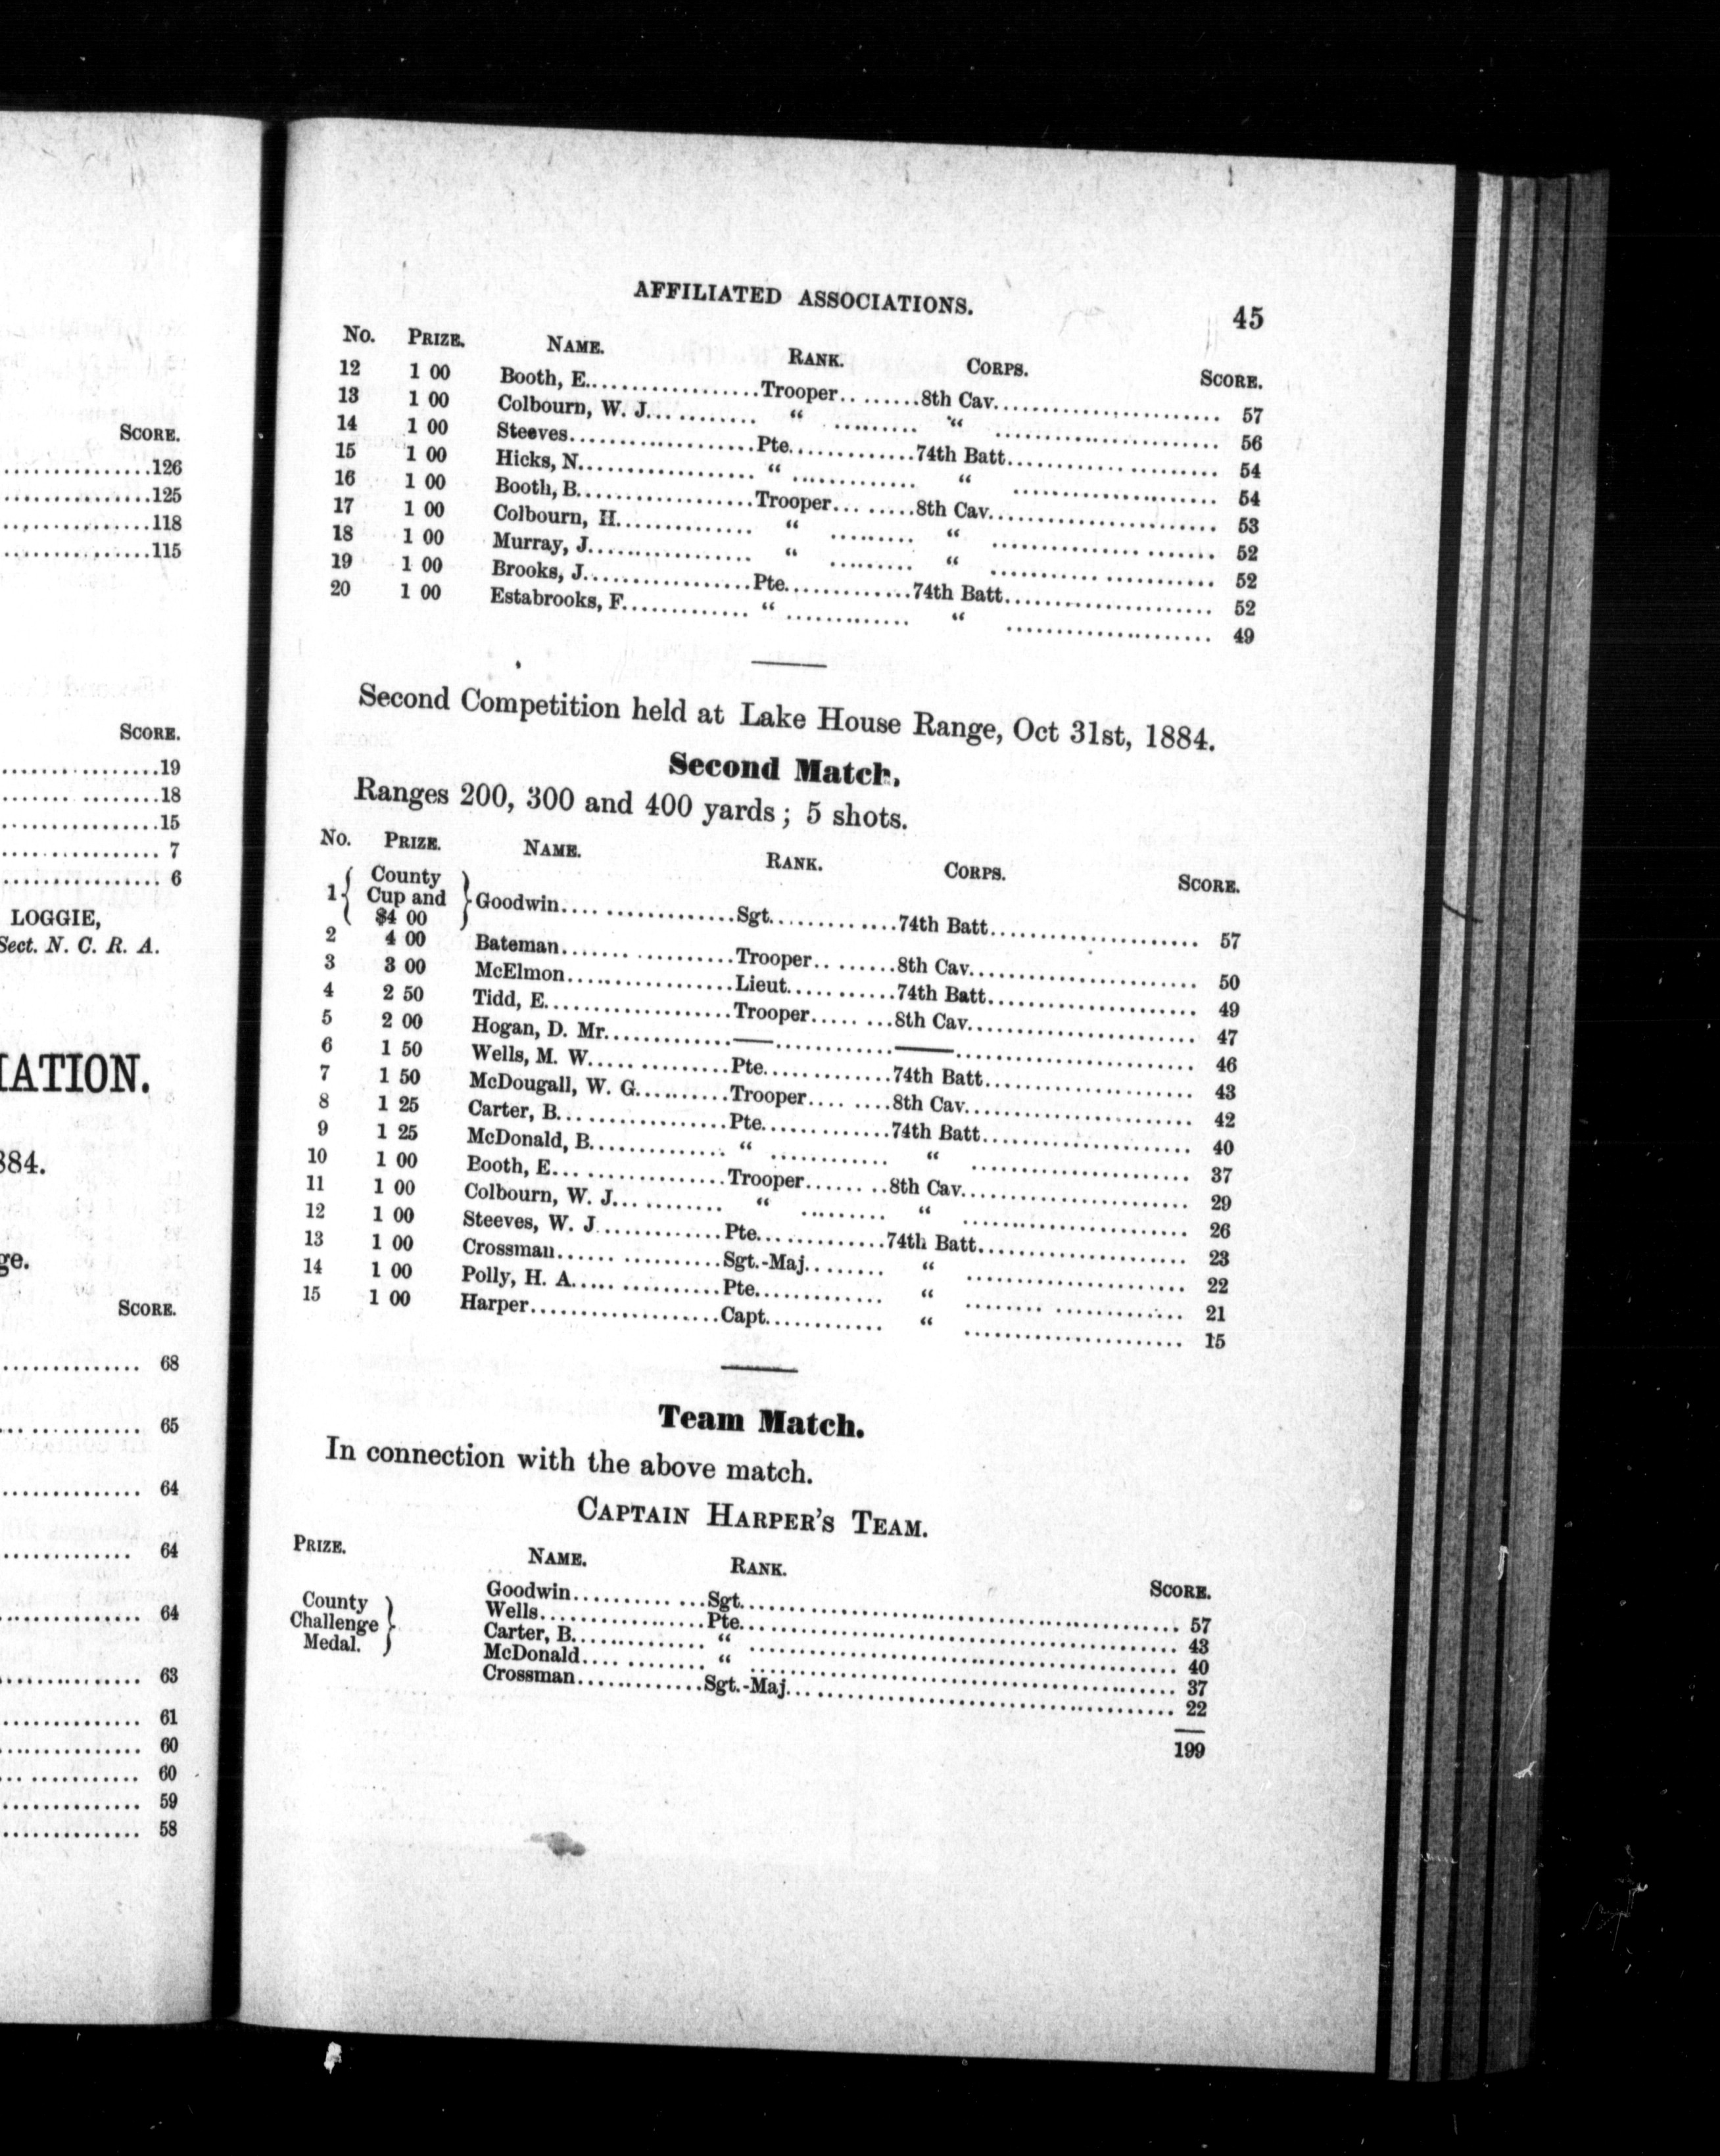 SCORE.
126
125
118
115
SCORE.
19
18
15
7
6
LOGGIE,
Sect. N. C. R. A.
IATION.
884.
ge.
SCORE.
68
65
64
64
64
63
61
60
60
59
58
AFFILIATED ASSOCIATIONS. 45
No. PRIZE. NAME. RANK. CORPS. SCORE.
12 1 00 Booth, E. Trooper 8th Cav. 57
13 1 00 Colbourn, W. J. “ “ 56
14 1 00 Steeves Pte. 74th Batt. 54
15 1 00 Hicks, N. “ “ 54
16 1 00 Booth, B. Trooper 8th Cav. 53
17 1 00 Colbourn, H. “ “ 52
18 1 00 Murray, J. “ “ 52
19 1 00 Brooks, J. Pte. 74th Batt. 52
20 1 00 Estabrooks, F. “ “ 49
Second Competition held at Lake House Range, Oct 31st, 1884.
Second Match.
Ranges 200, 300 and 400 yards; 5 shots.
No. PRIZE. NAME. RANK. CORPS. SCORE.
1 { County Cup and $4 00 } Goodwin Sgt. 74th Batt. 57
2 4 00 Bateman Trooper 8th Cav. 50
3 3 00 McElmon Lieut. 74th Batt. 49
4 2 50 Tidd, E. Trooper 8th Cav. 47
5 2 00 Hogan, D. Mr. — — 46
6 1 50 Wells, M. W. Pte. 74th Batt. 43
7 1 50 McDougall, W. G. Trooper 8th Cav. 42
8 1 25 Carter, B. Pte. 74th Batt. 40
9 1 25 McDonald, B. “ “ 37
10 1 00 Booth, E. Trooper 8th Cav. 29
11 1 00 Colbourn, W. J. “ “ 26
12 1 00 Steeves, W. J. Pte. 74th Batt. 23
13 1 00 Crossman Sgt.-Maj. “ 22
14 1 00 Polly, H. A. Pte. “ 21
15 1 00 Harper Capt. “ 15
Team Match.
In connection with the above match.
CAPTAIN HARPER'S TEAM.
PRIZE. NAME. RANK. SCORE.
County Challenge Medal. }
Goodwin Sgt. 57
Wells Pte. 43
Carter, B. “ 40
McDonald “ 37
Crossman Sgt.-Maj. 22
199